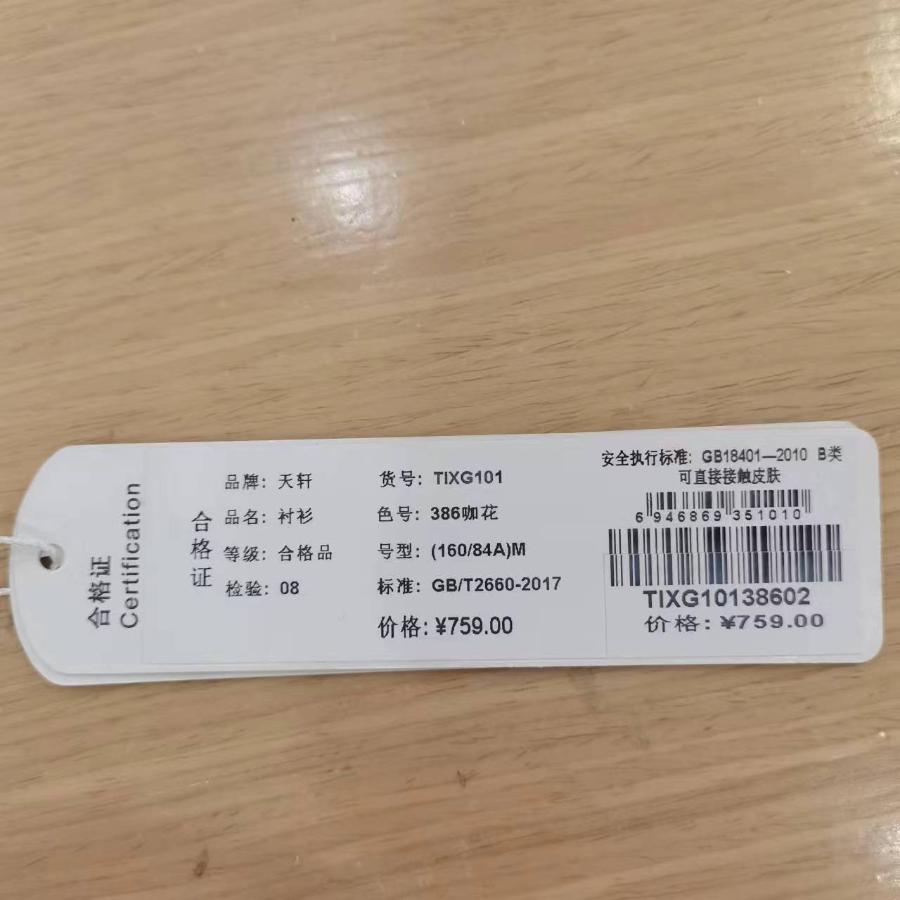 合格证
Certification
合格证
品牌: 天轩
品名: 衬衫
等级: 合格品
检验: 08
货号: TIXG101
色号: 386咖花
号型: (160/84A)M
标准: GB/T2660-2017
价格: ¥759.00
安全执行标准: GB18401—2010 B类
可直接接触皮肤
6 946869 351010
TIXG10138602
价格: ¥759.00